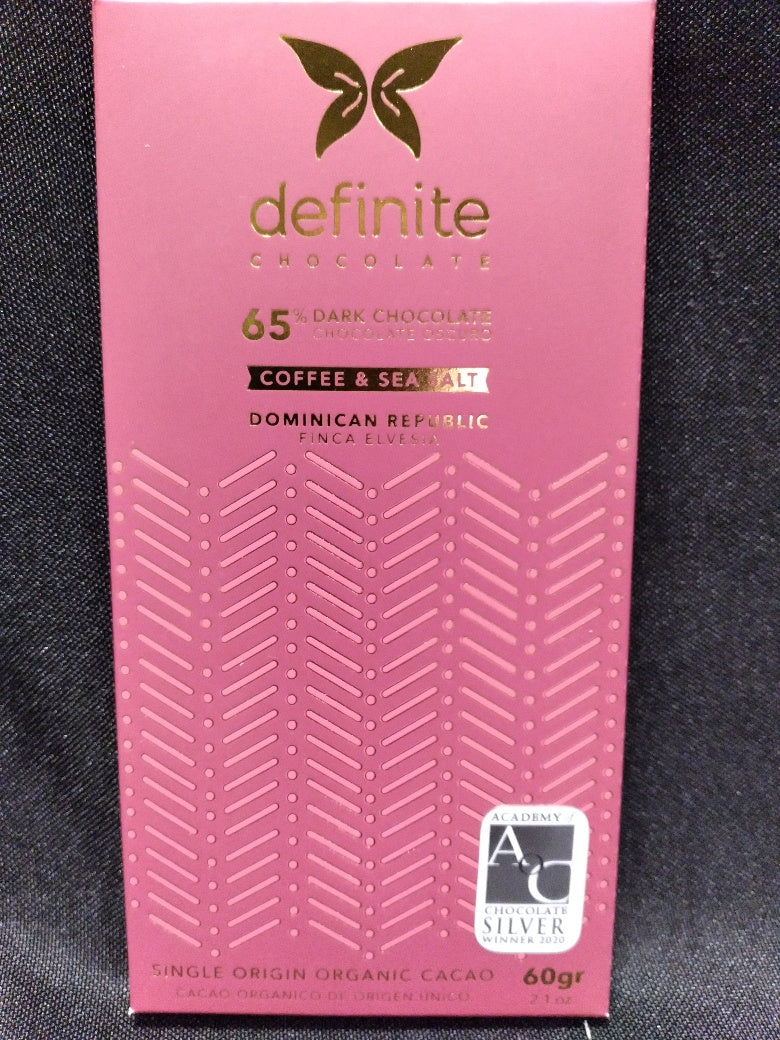 definite
CHOCOLATE
65% DARK CHOCOLATE
CHOCOLATE OSCURO
COFFEE & SEA SALT
DOMINICAN REPUBLIC
FINCA ELVESIA
ACADEMY of
AOC
CHOCOLATE
SILVER
WINNER 2020
SINGLE ORIGIN ORGANIC CACAO 60gr
CACAO ORGANICO DE ORIGEN UNICO 2.1 oz